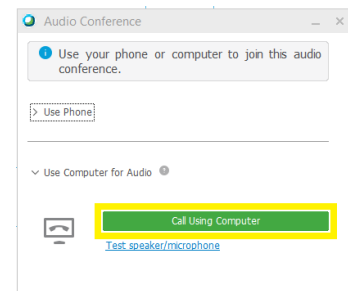 Audio Conference
Use your phone or computer to join this audio
conference.
> Use Phone
Use Computer for Audio
Call Using Computer
Test speaker/microphone